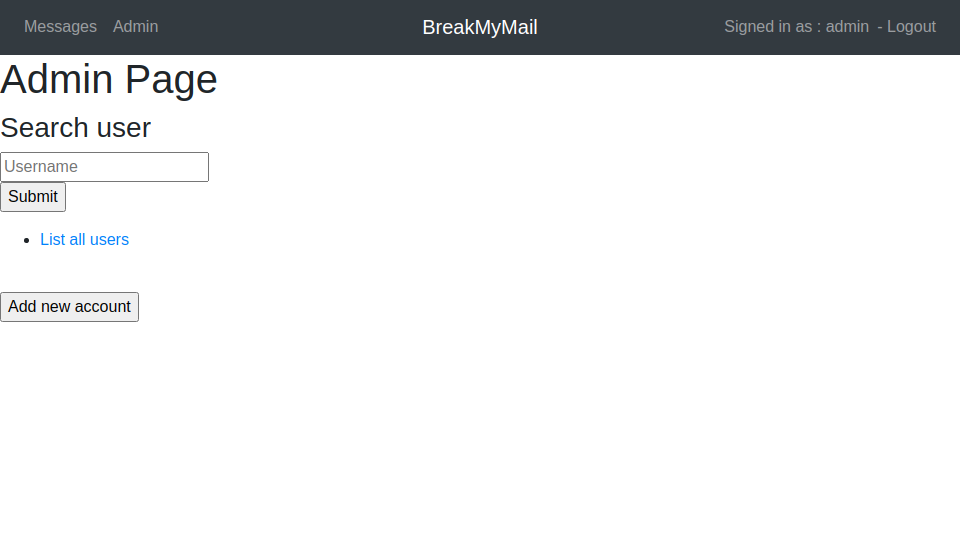 Messages Admin BreakMyMail Signed in as : admin - Logout
Admin Page
Search user
Username
Submit
List all users
Add new account